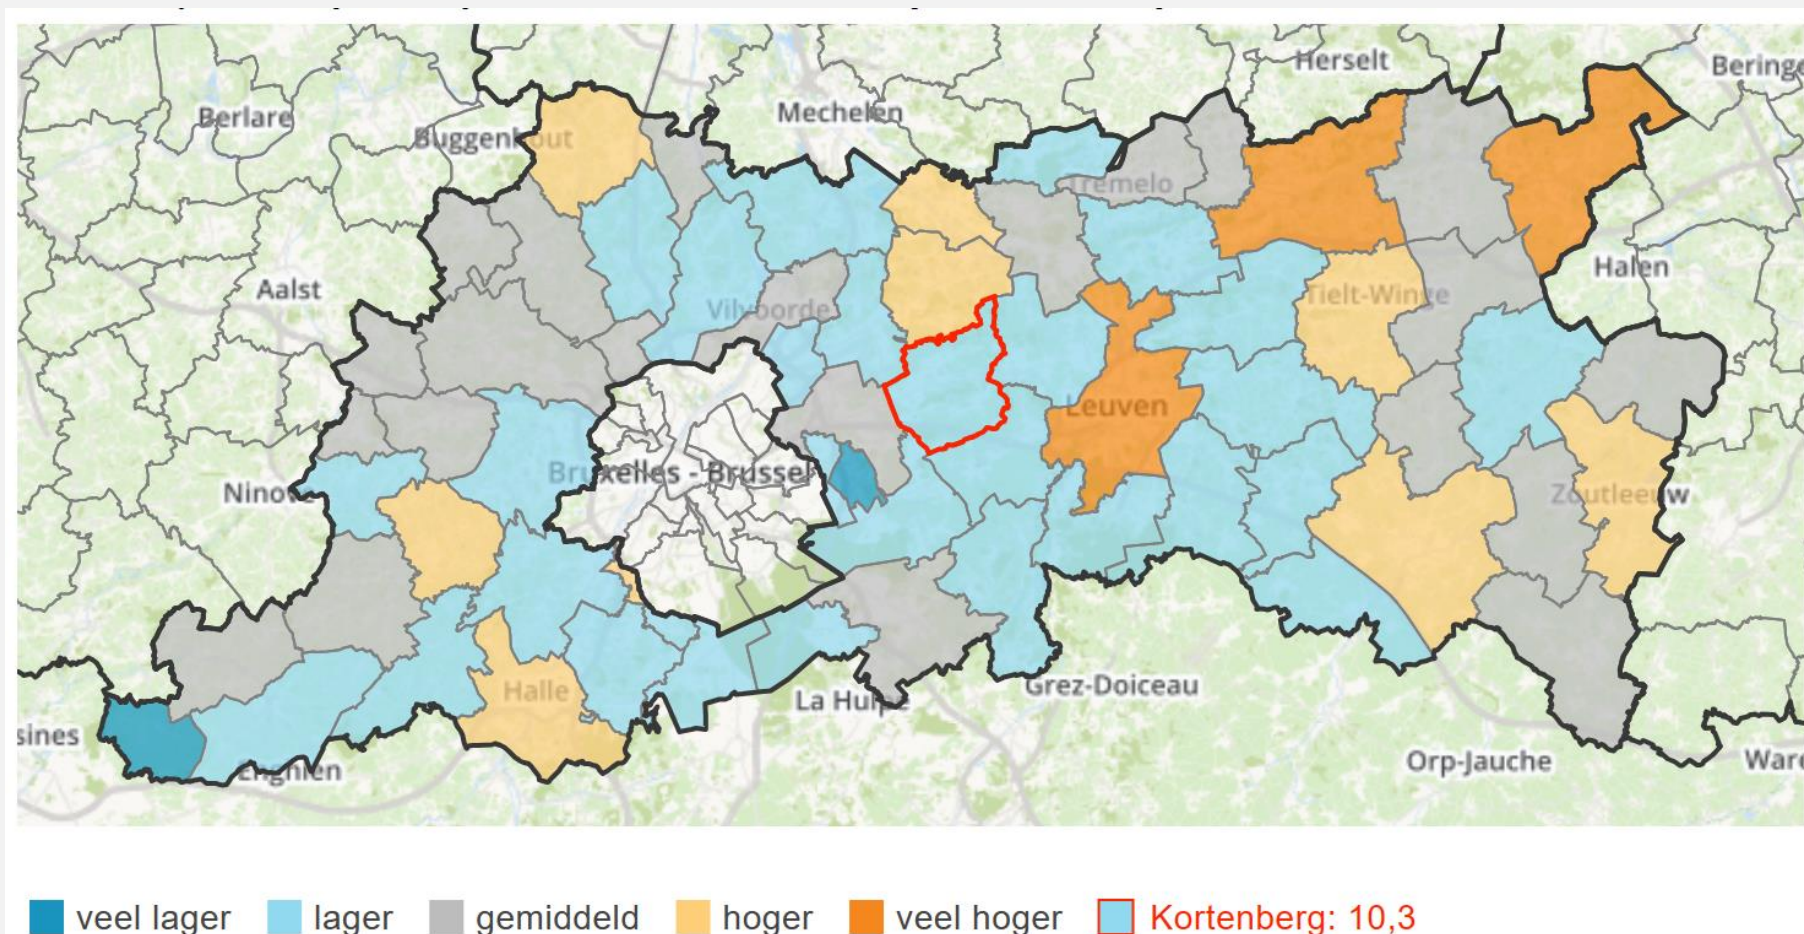 Herselt
Beringe
Berlare
Mechelen
Buggenhout
Tremelo
Halen
Aalst
Tielt-Winge
Vilvoorde
Leuven
Bruxelles - Brussel
Ninove
Zoutleeuw
Halle
Grez-Doiceau
La Hulpe
sines
Enghien
Orp-Jauche
Ware
veel lager
lager
gemiddeld
hoger
veel hoger
Kortenberg: 10,3